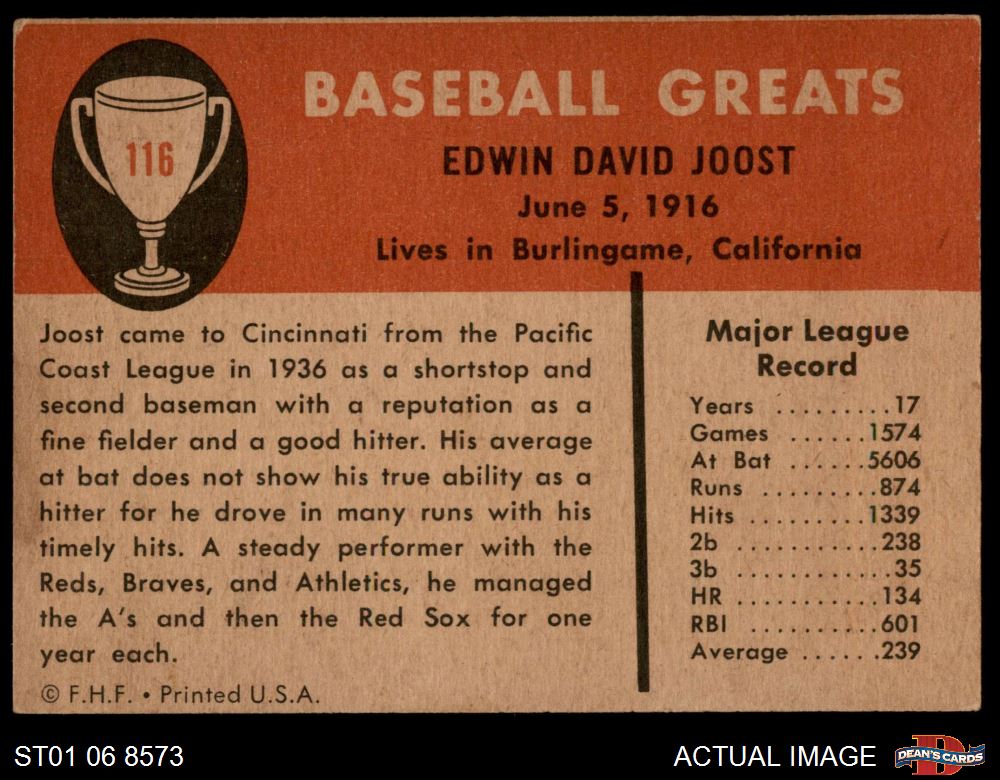 116
BASEBALL GREATS
EDWIN DAVID JOOST
June 5, 1916
Lives in Burlingame, California
Joost came to Cincinnati from the Pacific
Coast League in 1936 as a shortstop and
second baseman with a reputation as a
fine fielder and a good hitter. His average
at bat does not show his true ability as a
hitter for he drove in many runs with his
timely hits. A steady performer with the
Reds, Braves, and Athletics, he managed
the A's and then the Red Sox for one
year each.
© F.H.F. • Printed U.S.A.
Major League
Record
Years .........17
Games ......1574
At Bat ......5606
Runs .........874
Hits .........1339
2b ...........238
3b ............35
HR ...........134
RBI ..........601
Average ......239
ST01 06 8573
ACTUAL IMAGE
D
DEAN'S CARDS